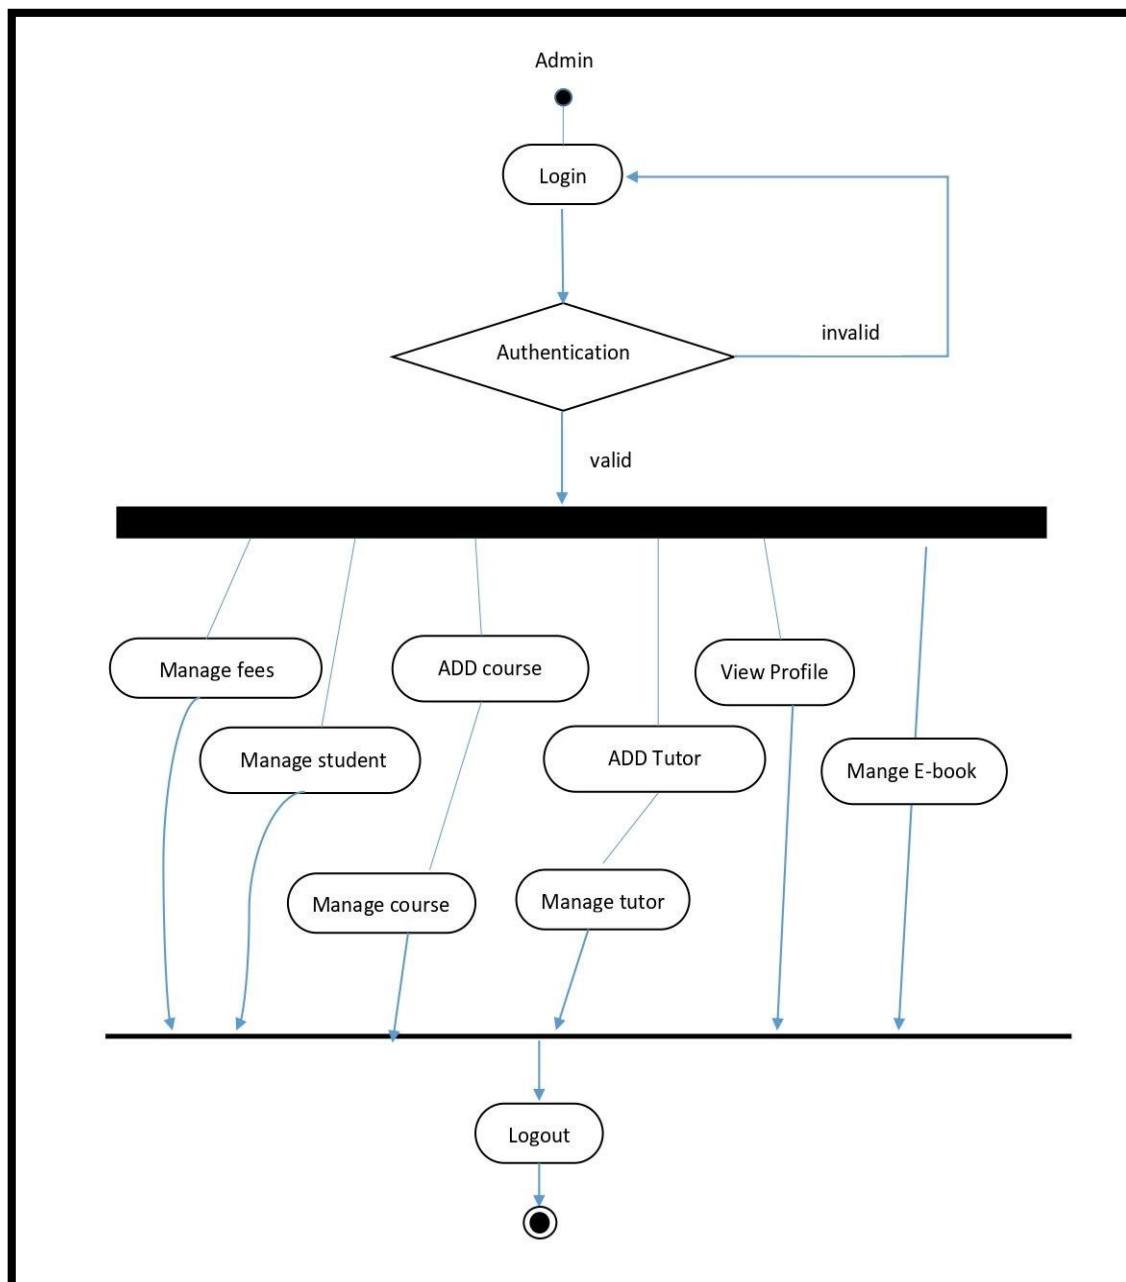 Admin
Login
Authentication
invalid
valid
Manage fees
ADD course
View Profile
Manage student
ADD Tutor
Mange E-book
Manage course
Manage tutor
Logout